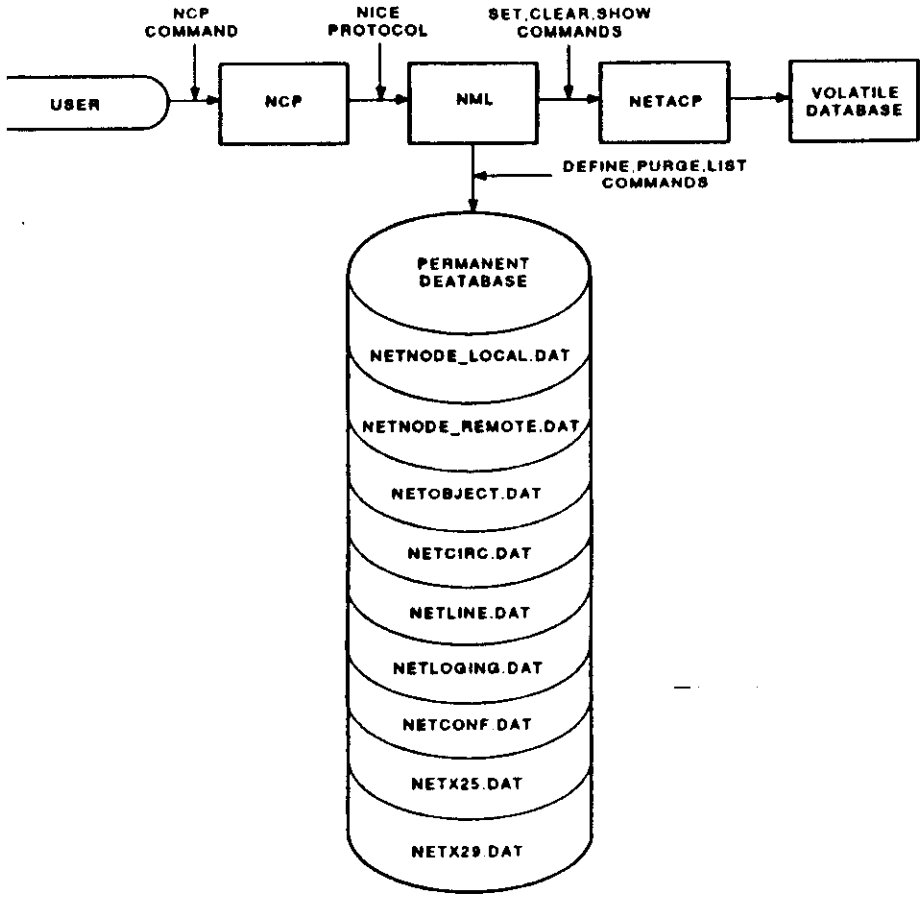 NCP
COMMAND
NICE
PROTOCOL
SET,CLEAR,SHOW
COMMANDS
USER
NCP
NML
NETACP
VOLATILE
DATABASE
DEFINE,PURGE,LIST
COMMANDS
PERMANENT
DEATABASE
NETNODE_LOCAL.DAT
NETNODE_REMOTE.DAT
NETOBJECT.DAT
NETCIRC.DAT
NETLINE.DAT
NETLOGING.DAT
NETCONF.DAT
NETX25.DAT
NETX29.DAT